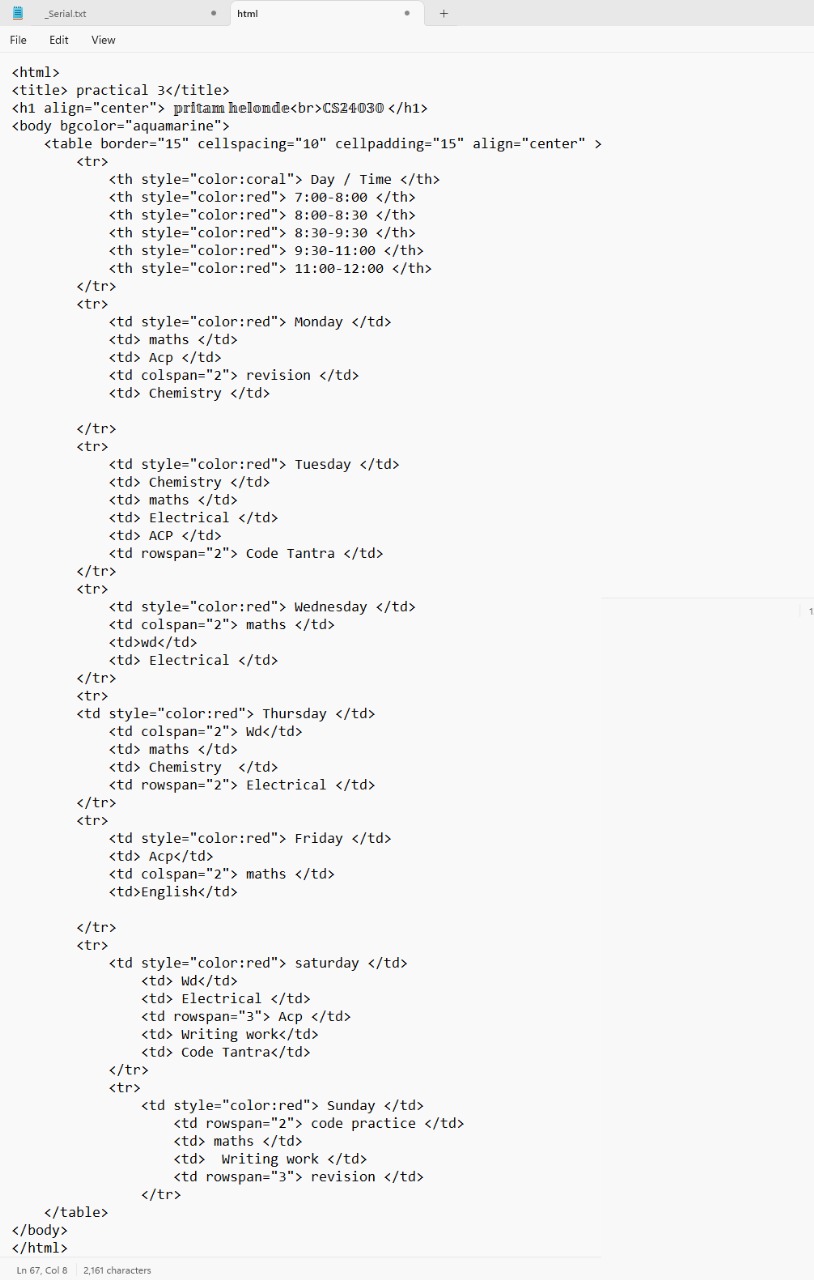 _Serial.txt
html
File Edit View
<html>
<title> practical 3</title>
<h1 align="center"> 𝕡𝕣𝕚𝕥𝕒𝕞 𝕙𝕖𝕝𝕠𝕟𝕕𝕖<br>ℂ𝕊𝟚𝟜𝟘𝟛𝟘 </h1>
<body bgcolor="aquamarine">
    <table border="15" cellspacing="10" cellpadding="15" align="center" >
        <tr>
            <th style="color:coral"> Day / Time </th>
            <th style="color:red"> 7:00-8:00 </th>
            <th style="color:red"> 8:00-8:30 </th>
            <th style="color:red"> 8:30-9:30 </th>
            <th style="color:red"> 9:30-11:00 </th>
            <th style="color:red"> 11:00-12:00 </th>
        </tr>
        <tr>
            <td style="color:red"> Monday </td>
            <td> maths </td>
            <td> Acp </td>
            <td colspan="2"> revision </td>
            <td> Chemistry </td>

        </tr>
        <tr>
            <td style="color:red"> Tuesday </td>
            <td> Chemistry </td>
            <td> maths </td>
            <td> Electrical </td>
            <td> ACP </td>
            <td rowspan="2"> Code Tantra </td>
        </tr>
        <tr>
            <td style="color:red"> Wednesday </td>
            <td colspan="2"> maths </td>
            <td>wd</td>
            <td> Electrical </td>
        </tr>
        <tr>
        <td style="color:red"> Thursday </td>
            <td colspan="2"> Wd</td>
            <td> maths </td>
            <td> Chemistry  </td>
            <td rowspan="2"> Electrical </td>
        </tr>
        <tr>
            <td style="color:red"> Friday </td>
            <td> Acp</td>
            <td colspan="2"> maths </td>
            <td>English</td>

        </tr>
        <tr>
            <td style="color:red"> saturday </td>
                <td> Wd</td>
                <td> Electrical </td>
                <td rowspan="3"> Acp </td>
                <td> Writing work</td>
                <td> Code Tantra</td>
            </tr>
            <tr>
                <td style="color:red"> Sunday </td>
                    <td rowspan="2"> code practice </td>
                    <td> maths </td>
                    <td>  Writing work </td>
                    <td rowspan="3"> revision </td>
                </tr>
    </table>
</body>
</html>
Ln 67, Col 8 2,161 characters